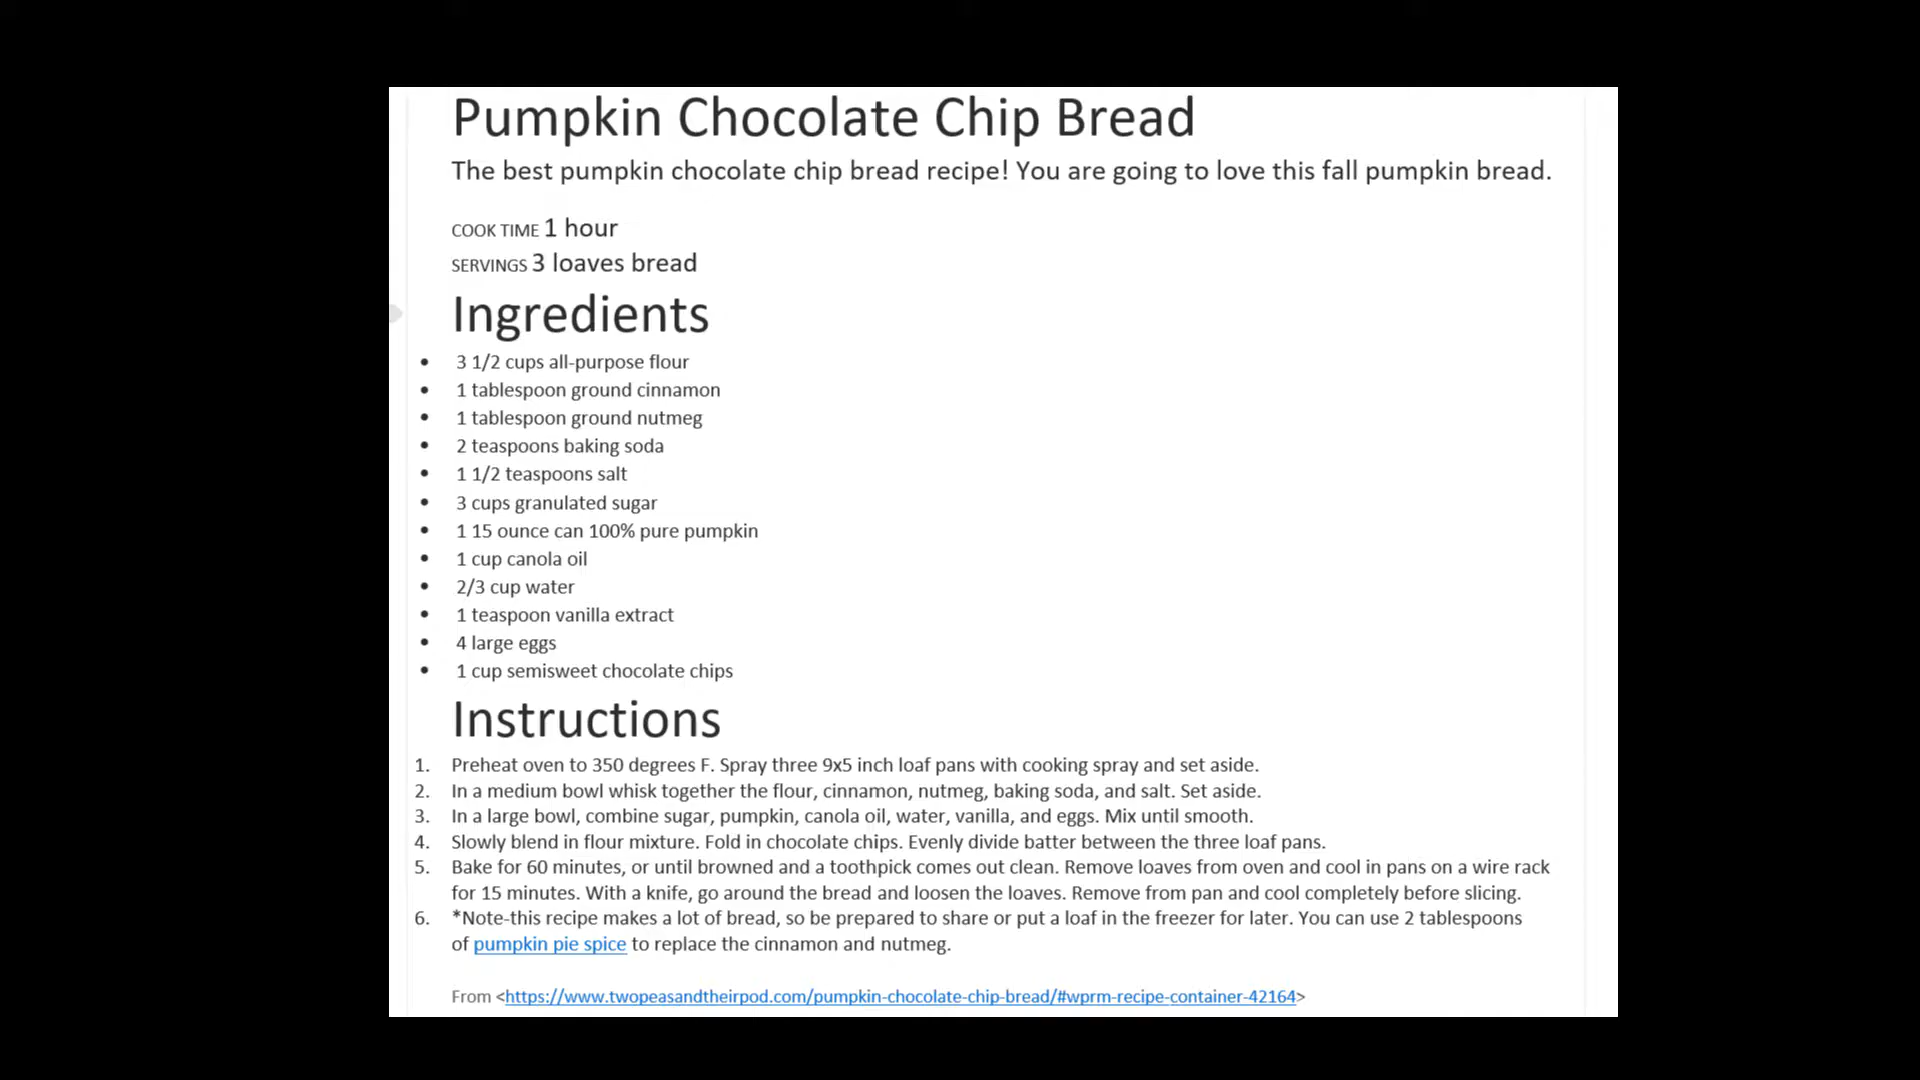 Pumpkin Chocolate Chip Bread
The best pumpkin chocolate chip bread recipe! You are going to love this fall pumpkin bread.
COOK TIME 1 hour
SERVINGS 3 loaves bread
Ingredients
• 3 1/2 cups all-purpose flour
• 1 tablespoon ground cinnamon
• 1 tablespoon ground nutmeg
• 2 teaspoons baking soda
• 1 1/2 teaspoons salt
• 3 cups granulated sugar
• 1 15 ounce can 100% pure pumpkin
• 1 cup canola oil
• 2/3 cup water
• 1 teaspoon vanilla extract
• 4 large eggs
• 1 cup semisweet chocolate chips
Instructions
1. Preheat oven to 350 degrees F. Spray three 9x5 inch loaf pans with cooking spray and set aside.
2. In a medium bowl whisk together the flour, cinnamon, nutmeg, baking soda, and salt. Set aside.
3. In a large bowl, combine sugar, pumpkin, canola oil, water, vanilla, and eggs. Mix until smooth.
4. Slowly blend in flour mixture. Fold in chocolate chips. Evenly divide batter between the three loaf pans.
5. Bake for 60 minutes, or until browned and a toothpick comes out clean. Remove loaves from oven and cool in pans on a wire rack
for 15 minutes. With a knife, go around the bread and loosen the loaves. Remove from pan and cool completely before slicing.
6. *Note-this recipe makes a lot of bread, so be prepared to share or put a loaf in the freezer for later. You can use 2 tablespoons
of pumpkin pie spice to replace the cinnamon and nutmeg.
From <https://www.twopeasandtheirpod.com/pumpkin-chocolate-chip-bread/#wprm-recipe-container-42164>